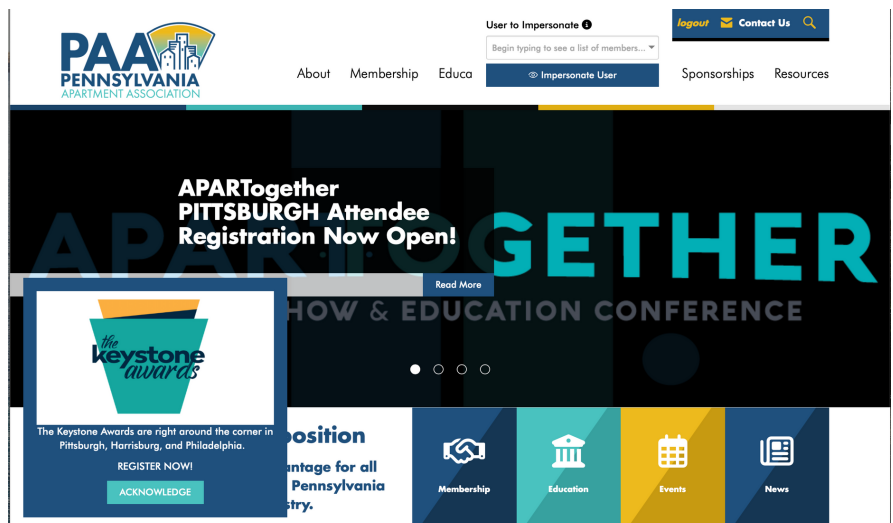 PAA
PENNSYLVANIA
APARTMENT ASSOCIATION
User to Impersonate
Begin typing to see a list of members...
Impersonate User
logout Contact Us
About Membership Educa Sponsorships Resources
APARTOGETHER
APARTogether
PITTSBURGH Attendee
Registration Now Open!
Read More
HOW & EDUCATION CONFERENCE
the
keystone
awards
The Keystone Awards are right around the corner in
Pittsburgh, Harrisburg, and Philadelphia.
REGISTER NOW!
ACKNOWLEDGE
osition
antage for all
Pennsylvania
stry.
Membership
Education
Events
News